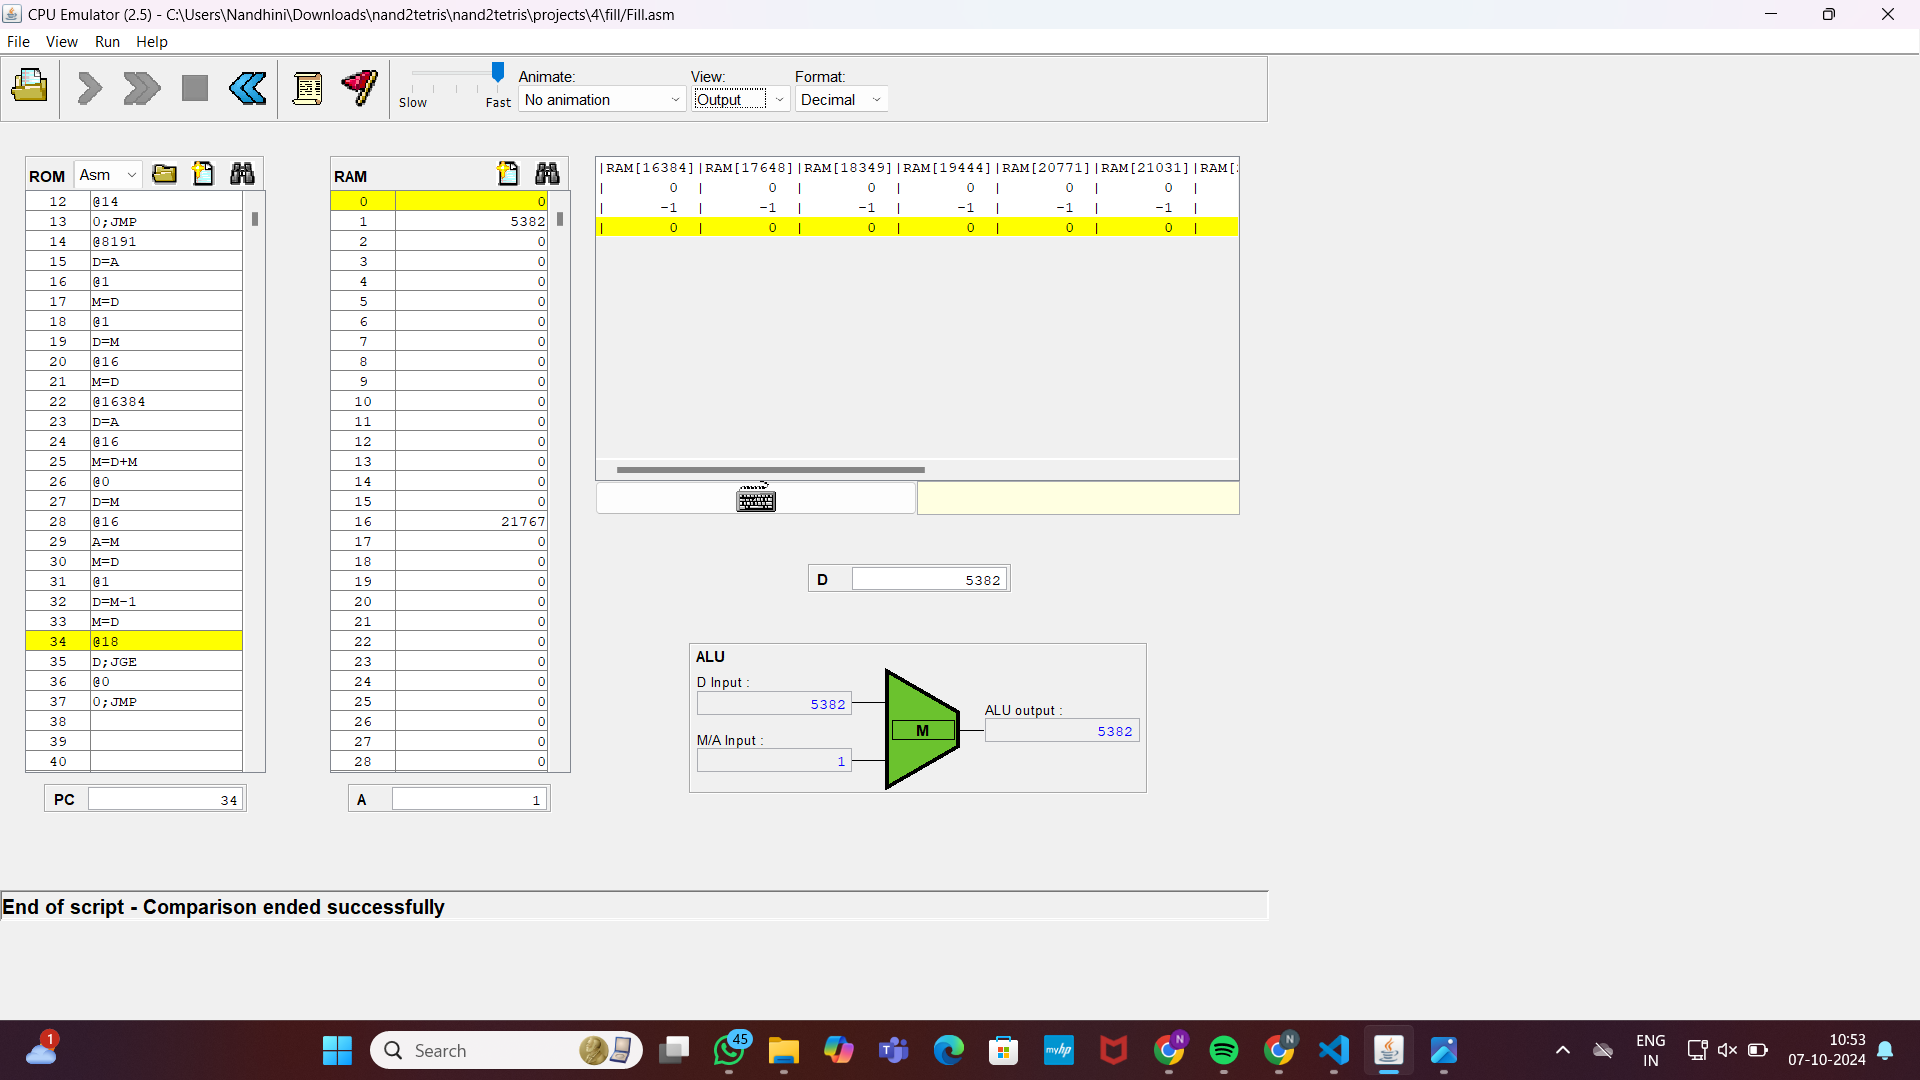 CPU Emulator (2.5) - C:\Users\Nandhini\Downloads\nand2tetris\nand2tetris\projects\4\fill/Fill.asm
File View Run Help
Slow Fast
Animate: View: Format:
No animation Output Decimal
ROM Asm
12 @14
13 0;JMP
14 @8191
15 D=A
16 @1
17 M=D
18 @1
19 D=M
20 @16
21 M=D
22 @16384
23 D=A
24 @16
25 M=D+M
26 @0
27 D=M
28 @16
29 A=M
30 M=D
31 @1
32 D=M-1
33 M=D
34 @18
35 D;JGE
36 @0
37 0;JMP
38
39
40
PC 34
RAM
0 0
1 5382
2 0
3 0
4 0
5 0
6 0
7 0
8 0
9 0
10 0
11 0
12 0
13 0
14 0
15 0
16 21767
17 0
18 0
19 0
20 0
21 0
22 0
23 0
24 0
25 0
26 0
27 0
28 0
A 1
|RAM[16384]|RAM[17648]|RAM[18349]|RAM[19444]|RAM[20771]|RAM[21031]|RAM[
| 0 | 0 | 0 | 0 | 0 | 0 |
| -1 | -1 | -1 | -1 | -1 | -1 |
| 0 | 0 | 0 | 0 | 0 | 0 |
D 5382
ALU
D Input :
5382
M/A Input :
1
M
ALU output :
5382
End of script - Comparison ended successfully
1
Search
45
myhp
N
N
ENG
IN
10:53
07-10-2024